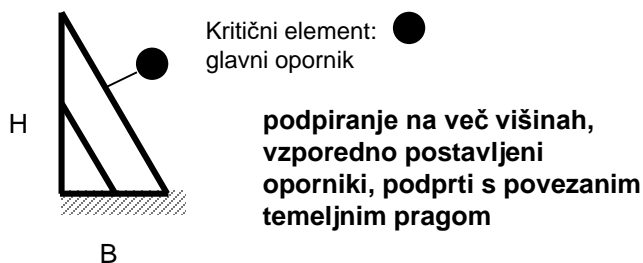 Kritični element:
glavni opornik
H
podpiranje na več višinah,
vzporedno postavljeni
oporniki, podprti s povezanim
temeljnim pragom
B